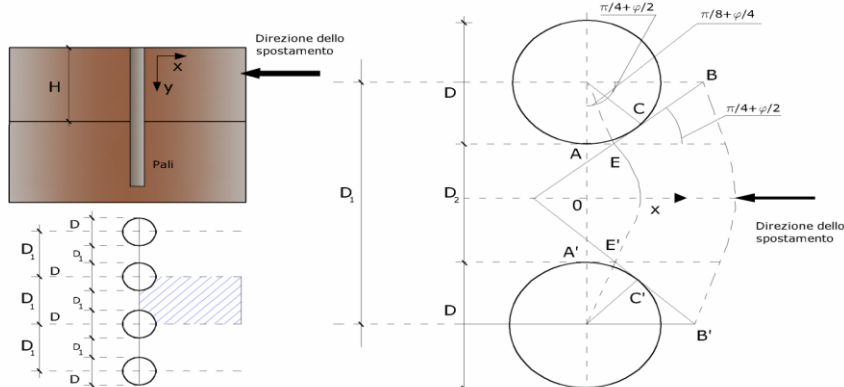 Direzione dello
spostamento
H
x
y
Pali
D
D₁
D₁
D
D₁
D₁
D
D₁
D₁
D
π/4+φ/2
π/8+φ/4
B
D
C
π/4+φ/2
A
E
D₁
D₂
0
x
Direzione dello
spostamento
A'
E'
C'
D
B'